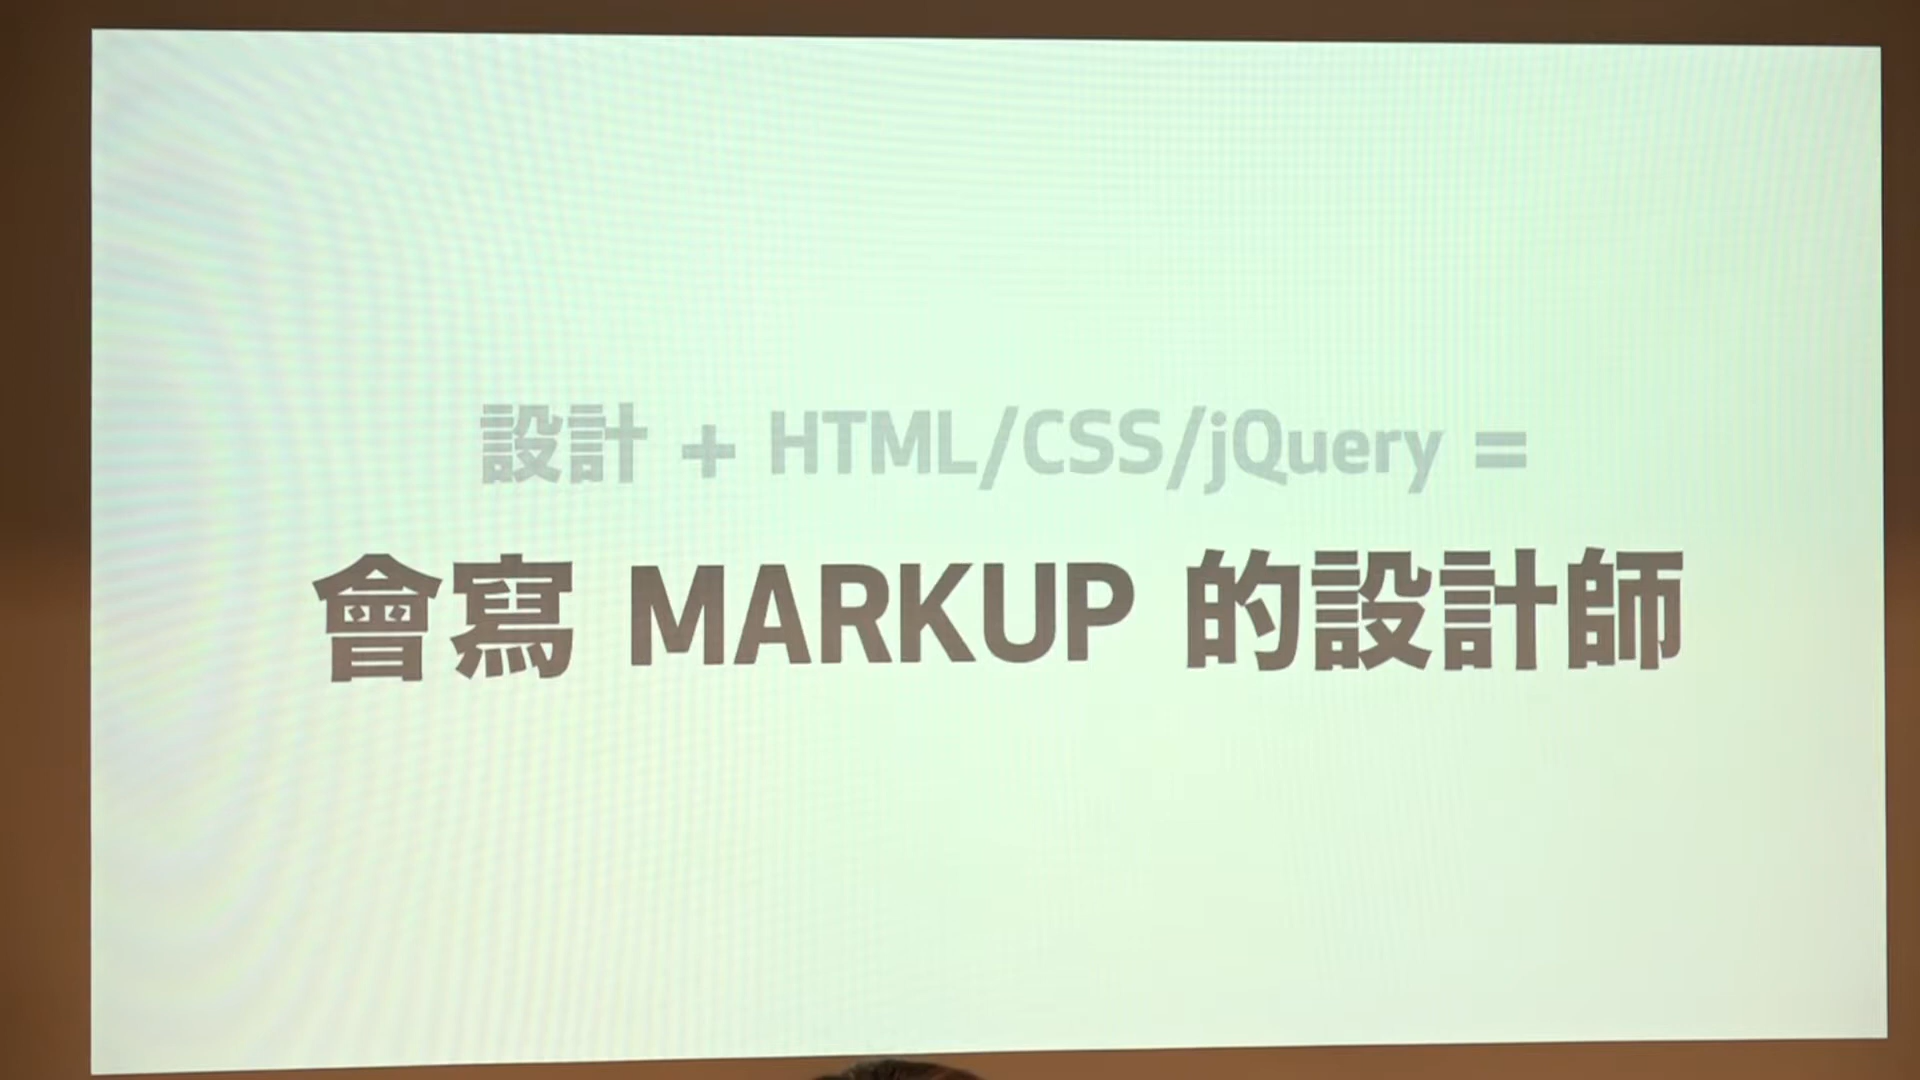 設計 + HTML/CSS/jQuery =
會寫 MARKUP 的設計師